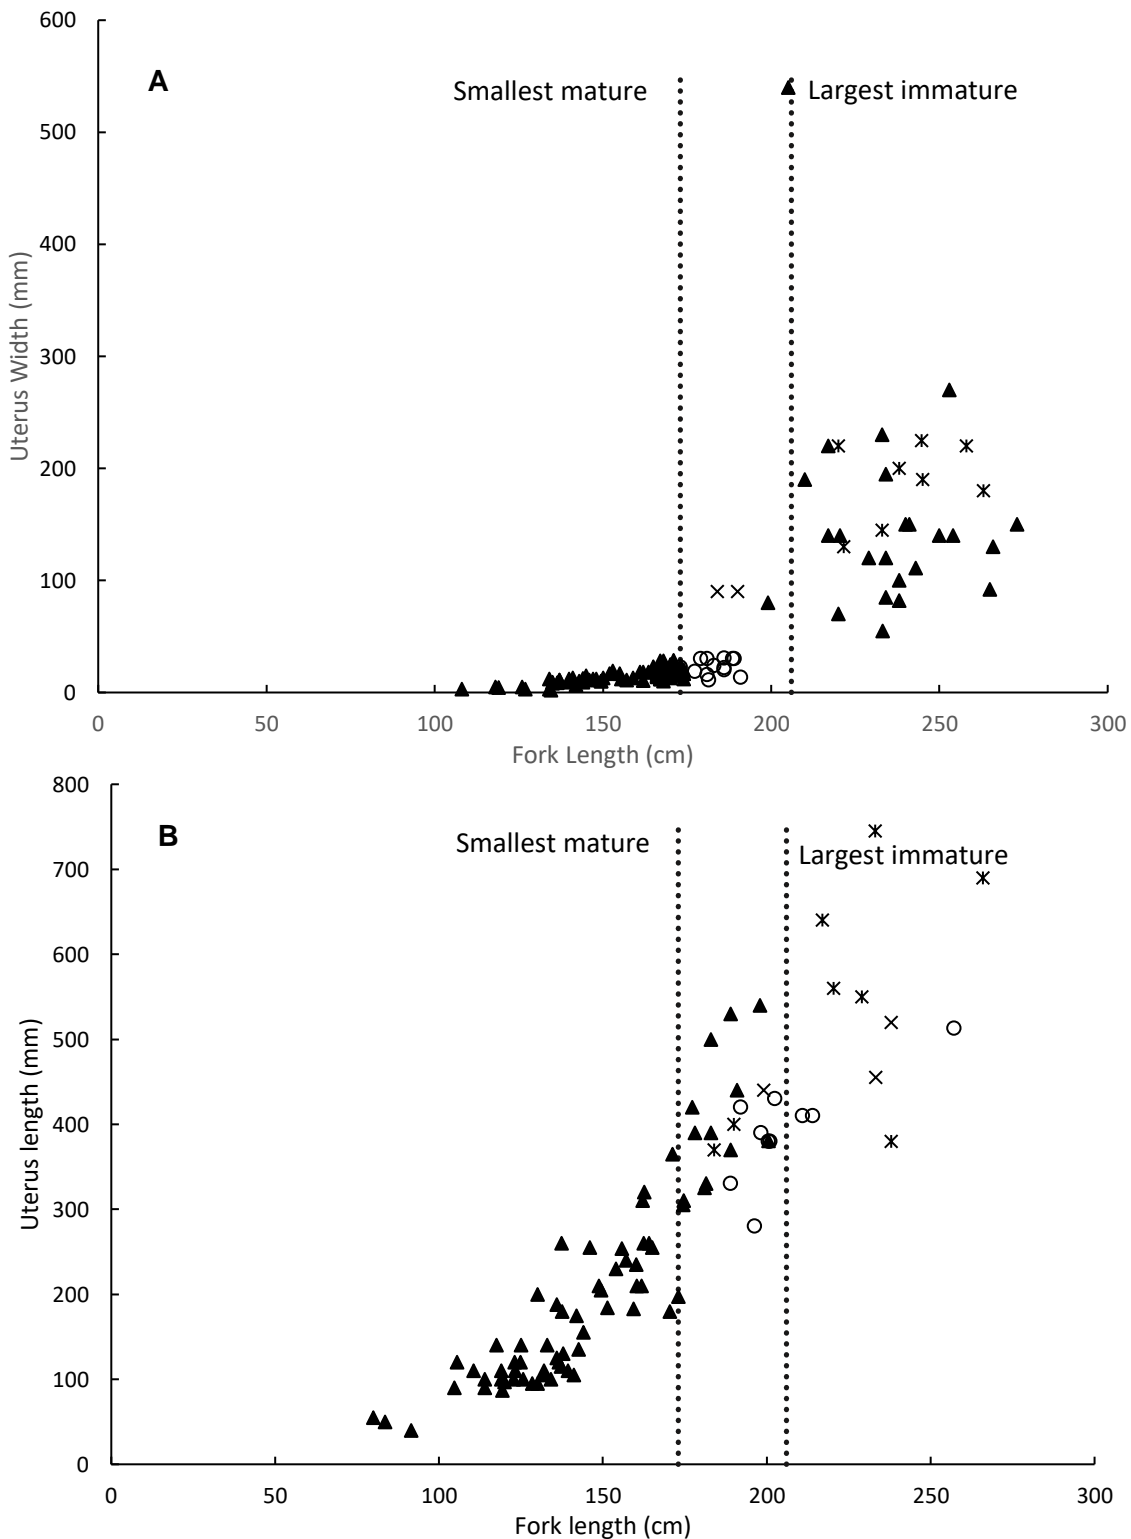 600
A
Smallest mature
Largest immature
500
400
Uterus Width (mm)
300
200
100
0
0 50 100 150 200 250 300
Fork Length (cm)
800
B
Smallest mature
Largest immature
700
600
500
Uterus length (mm)
400
300
200
100
0
0 50 100 150 200 250 300
Fork length (cm)